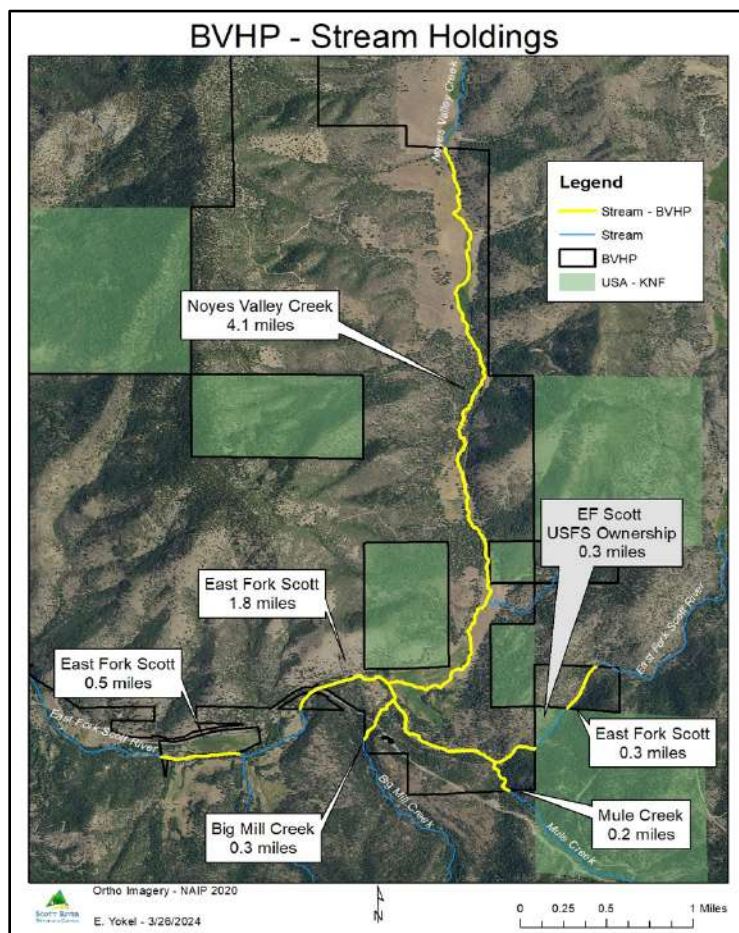 BVHP - Stream Holdings
Noyes Valley Creek
Legend
Stream - BVHP
Stream
BVHP
USA - KNF
Noyes Valley Creek
4.1 miles
EF Scott
USFS Ownership
0.3 miles
East Fork Scott
1.8 miles
East Fork Scott River
East Fork Scott
0.5 miles
East Fork Scott River
East Fork Scott
0.3 miles
Big Mill Creek
0.3 miles
Big Mill Creek
Mule Creek
0.2 miles
Mule Creek
Ortho Imagery - NAIP 2020
SCOTT RIVER
E. Yokel - 3/26/2024
N
0 0.25 0.5 1 Miles